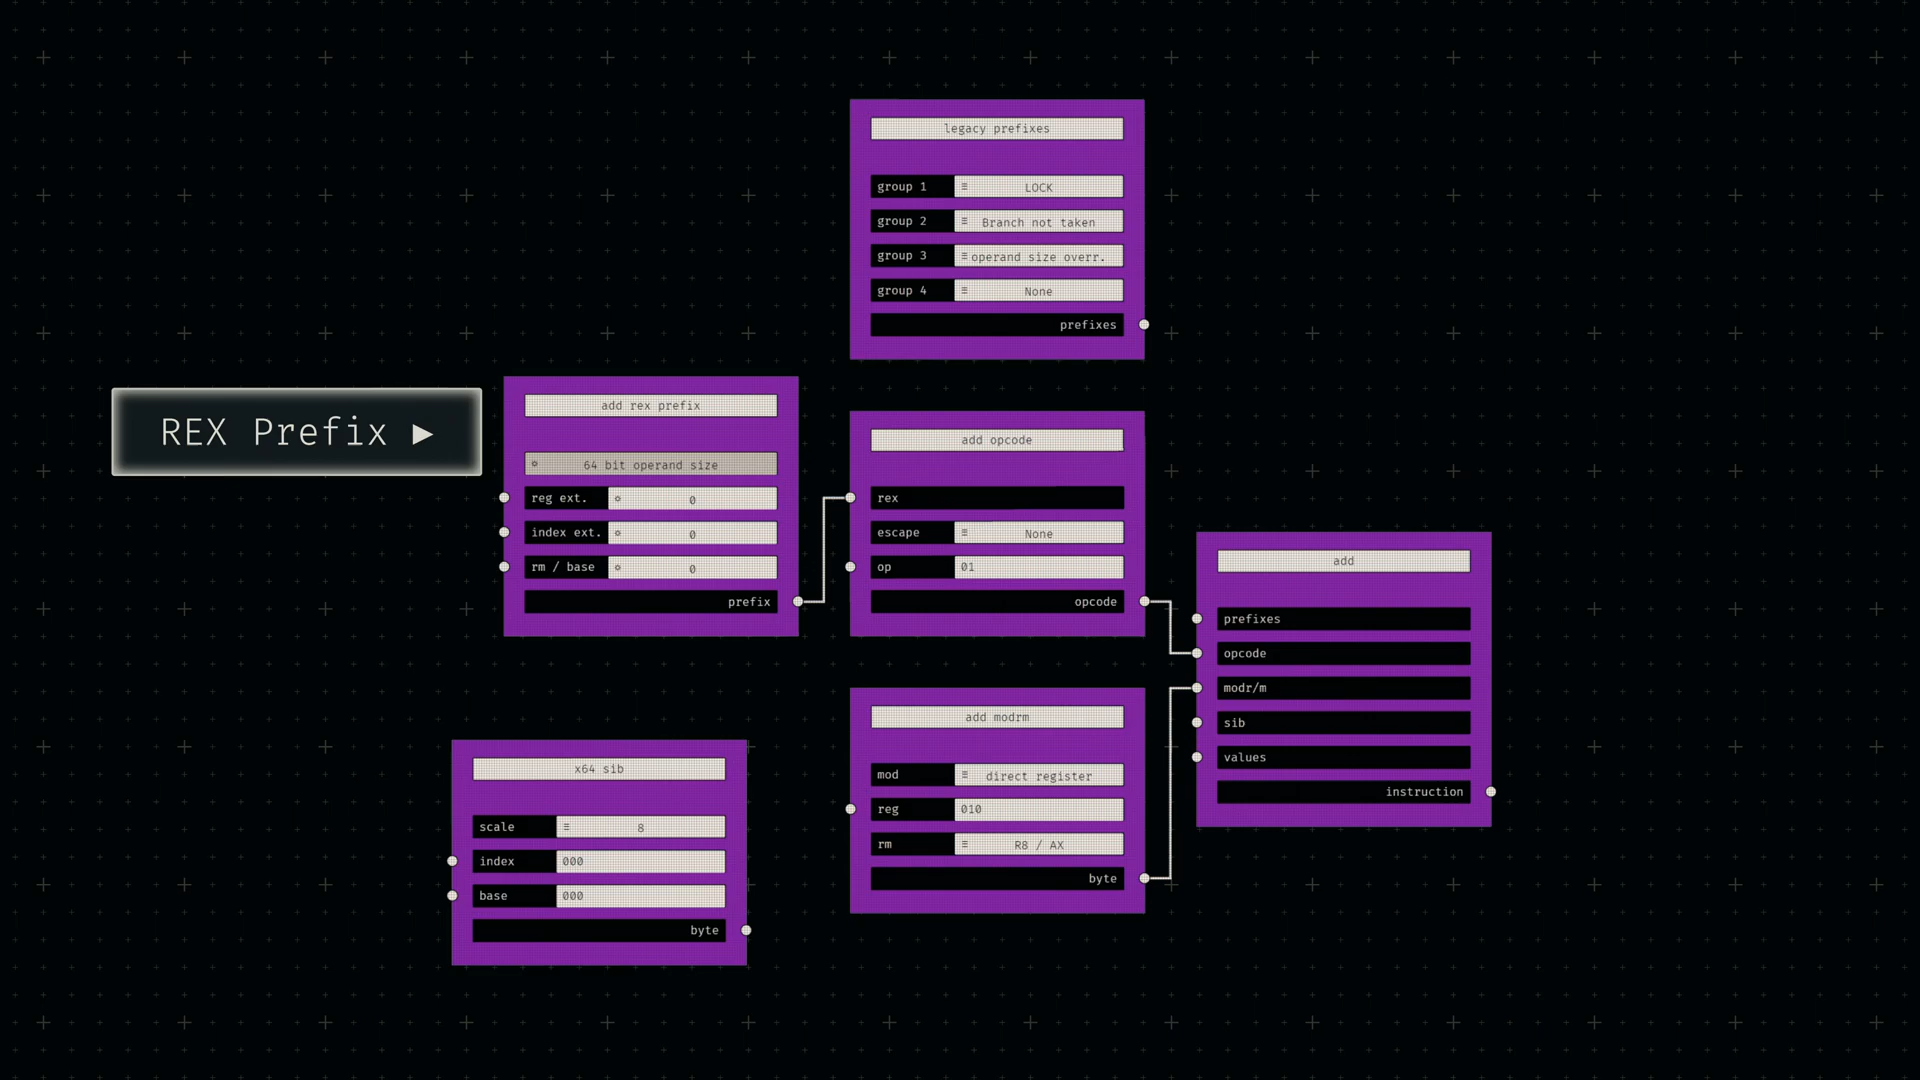 legacy prefixes
group 1 LOCK
group 2 Branch not taken
group 3 operand size overr.
group 4 None
prefixes
REX Prefix ►
add rex prefix
64 bit operand size
reg ext. 0
index ext. 0
rm / base 0
prefix
add opcode
rex
escape None
op 01
opcode
add
prefixes
opcode
modr/m
sib
values
instruction
add modrm
mod direct register
reg 010
rm R8 / AX
byte
x64 sib
scale 8
index 000
base 000
byte